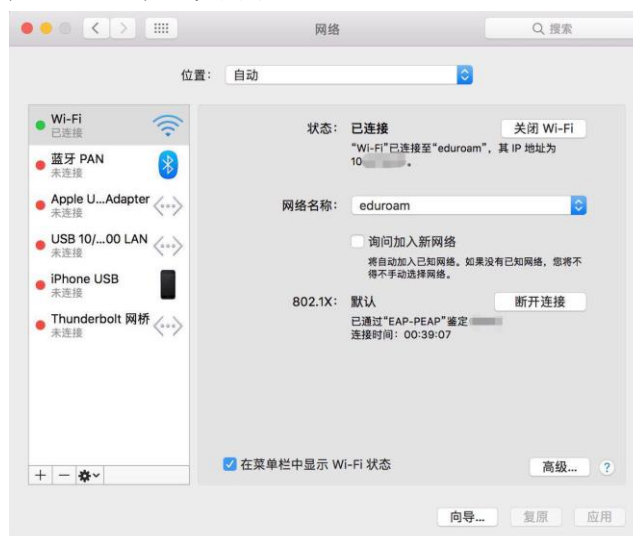 网络
搜索
位置：
自动
Wi-Fi
已连接
蓝牙 PAN
未连接
Apple U...Adapter
未连接
USB 10/...00 LAN
未连接
iPhone USB
未连接
Thunderbolt 网桥
未连接
状态：
已连接
关闭 Wi-Fi
“Wi-Fi”已连接至“eduroam”，其 IP 地址为
10
网络名称：
eduroam
询问加入新网络
将自动加入已知网络。如果没有已知网络，您将不
得不手动选择网络。
802.1X：
默认
断开连接
已通过“EAP-PEAP”鉴定
连接时间：00:39:07
在菜单栏中显示 Wi-Fi 状态
高级...
?
向导...
复原
应用